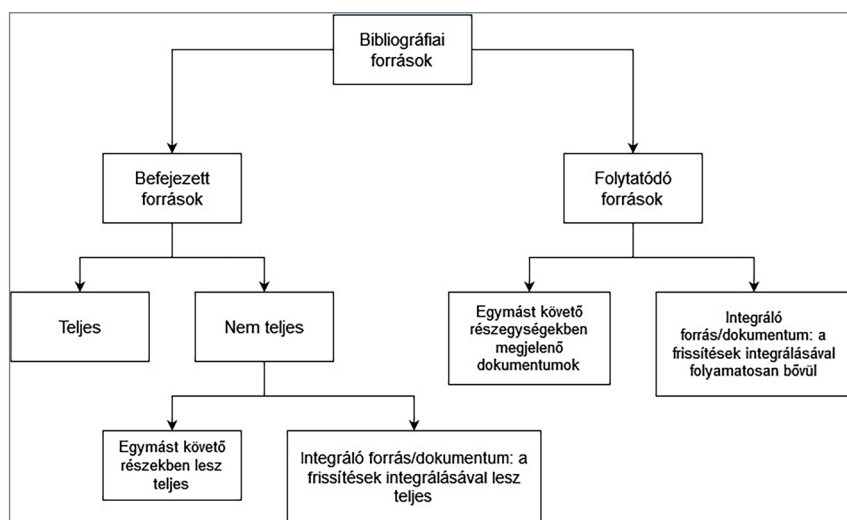 Bibliográfiai
források
Befejezett
források
Folytatódó
források
Teljes
Nem teljes
Egymást követő
részegységekben
megjelenő
dokumentumok
Integráló
forrás/dokumentum: a
frissítések integrálásával
folyamatosan bővül
Egymást követő
részekben lesz
teljes
Integráló forrás/dokumentum: a
frissítések integrálásával lesz
teljes